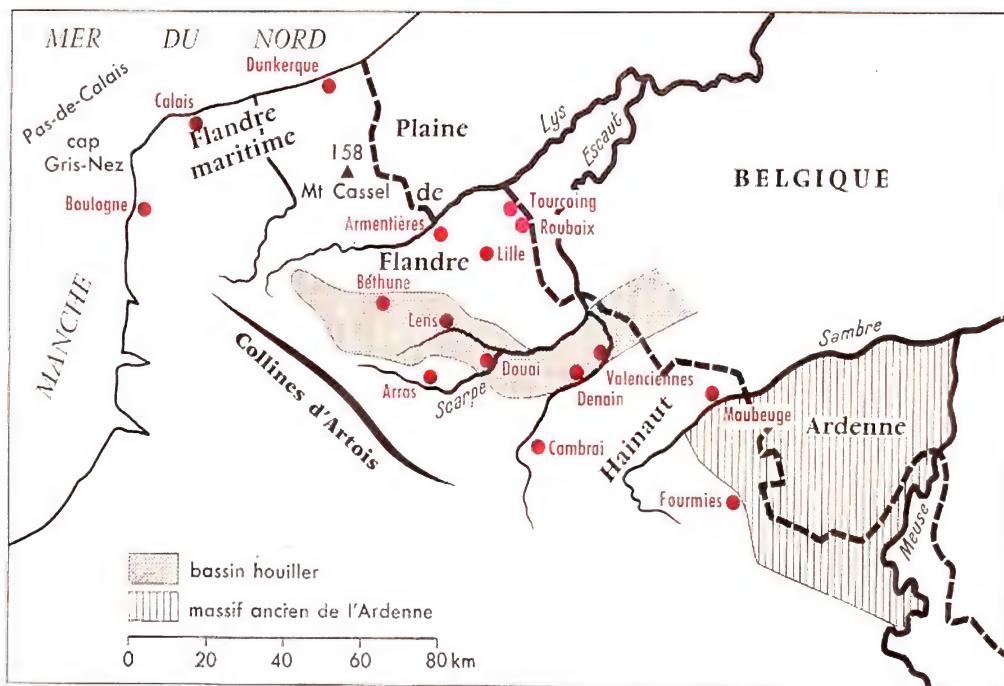 MER DU NORD
Dunkerque
Pas-de-Calais
Calais
cap
Gris-Nez
Flandre
maritime
Plaine
de
Flandre
158
Mt Cassel
Lys
Escaut
BELGIQUE
Boulogne
Armentières
Tourcoing
Roubaix
Lille
MANCHE
Béthune
Lens
Collines d'Artois
Arras
Scarpe
Douai
Denain
Valenciennes
Sambre
Maubeuge
Ardenne
Hainaut
Cambrai
Fourmies
Meuse
bassin houiller
massif ancien de l'Ardenne
0 20 40 60 80 km